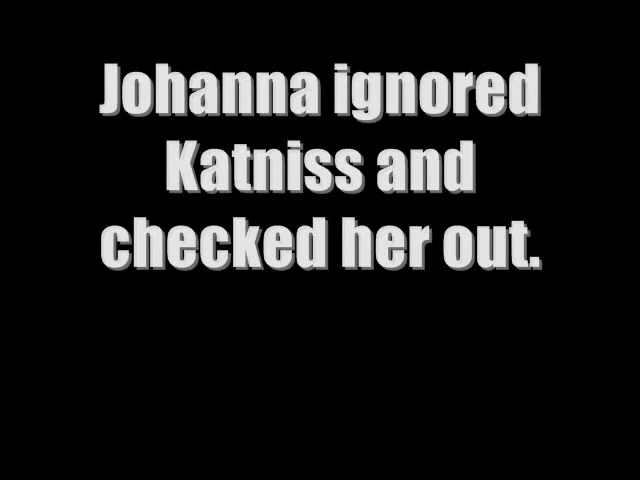 Johanna ignored
Katniss and
checked her out.